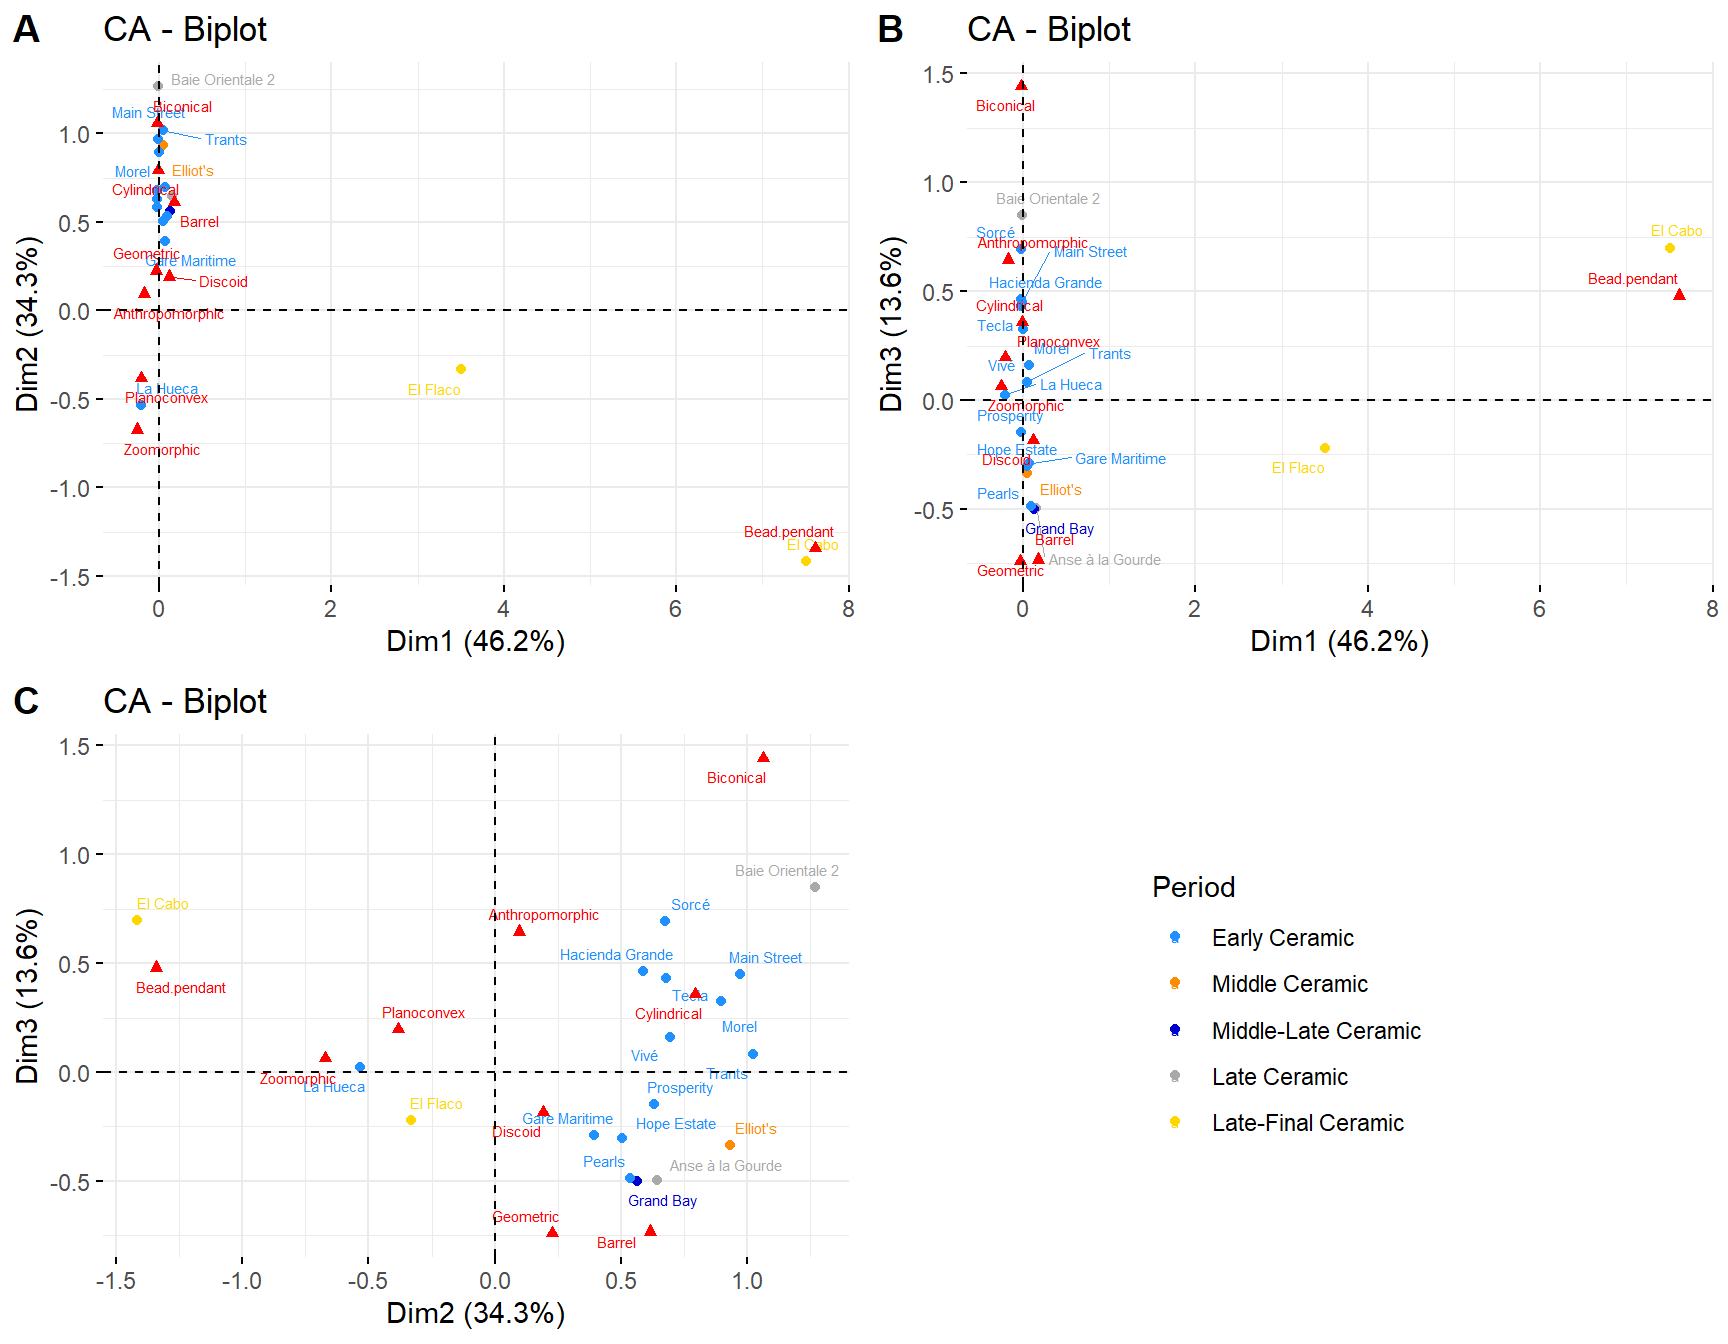 A
CA - Biplot
Dim2 (34.3%)
1.0
0.5
0.0
-0.5
-1.0
-1.5
Baie Orientale 2
Biconical
Main Street
Trants
Morel
Elliot's
Cylindrical
Barrel
Geometric
Gare Maritime
Discoid
Anthropomorphic
La Hueca
Planoconvex
Zoomorphic
El Flaco
Bead.pendant
El Cabo
0
2
4
6
8
Dim1 (46.2%)
B
CA - Biplot
Dim3 (13.6%)
1.5
1.0
0.5
0.0
-0.5
Biconical
Baie Orientale 2
Sorcé
Anthropomorphic
Main Street
Hacienda Grande
Cylindrical
Tecla
Planoconvex
Morel
Trants
Vivé
La Hueca
Zoomorphic
Prosperity
Hope Estate
Discoid
Gare Maritime
Pearls
Elliot's
Grand Bay
Barrel
Anse à la Gourde
Geometric
El Cabo
Bead.pendant
El Flaco
0
2
4
6
8
Dim1 (46.2%)
C
CA - Biplot
Dim3 (13.6%)
1.5
1.0
0.5
0.0
-0.5
Biconical
Baie Orientale 2
El Cabo
Sorcé
Anthropomorphic
Hacienda Grande
Main Street
Bead.pendant
Tecla
Planoconvex
Cylindrical
Morel
Vivé
Zoomorphic
Trants
La Hueca
Prosperity
El Flaco
Gare Maritime
Hope Estate
Discoid
Elliot's
Pearls
Anse à la Gourde
Grand Bay
Geometric
Barrel
-1.5
-1.0
-0.5
0.0
0.5
1.0
Dim2 (34.3%)
Period
Early Ceramic
Middle Ceramic
Middle-Late Ceramic
Late Ceramic
Late-Final Ceramic